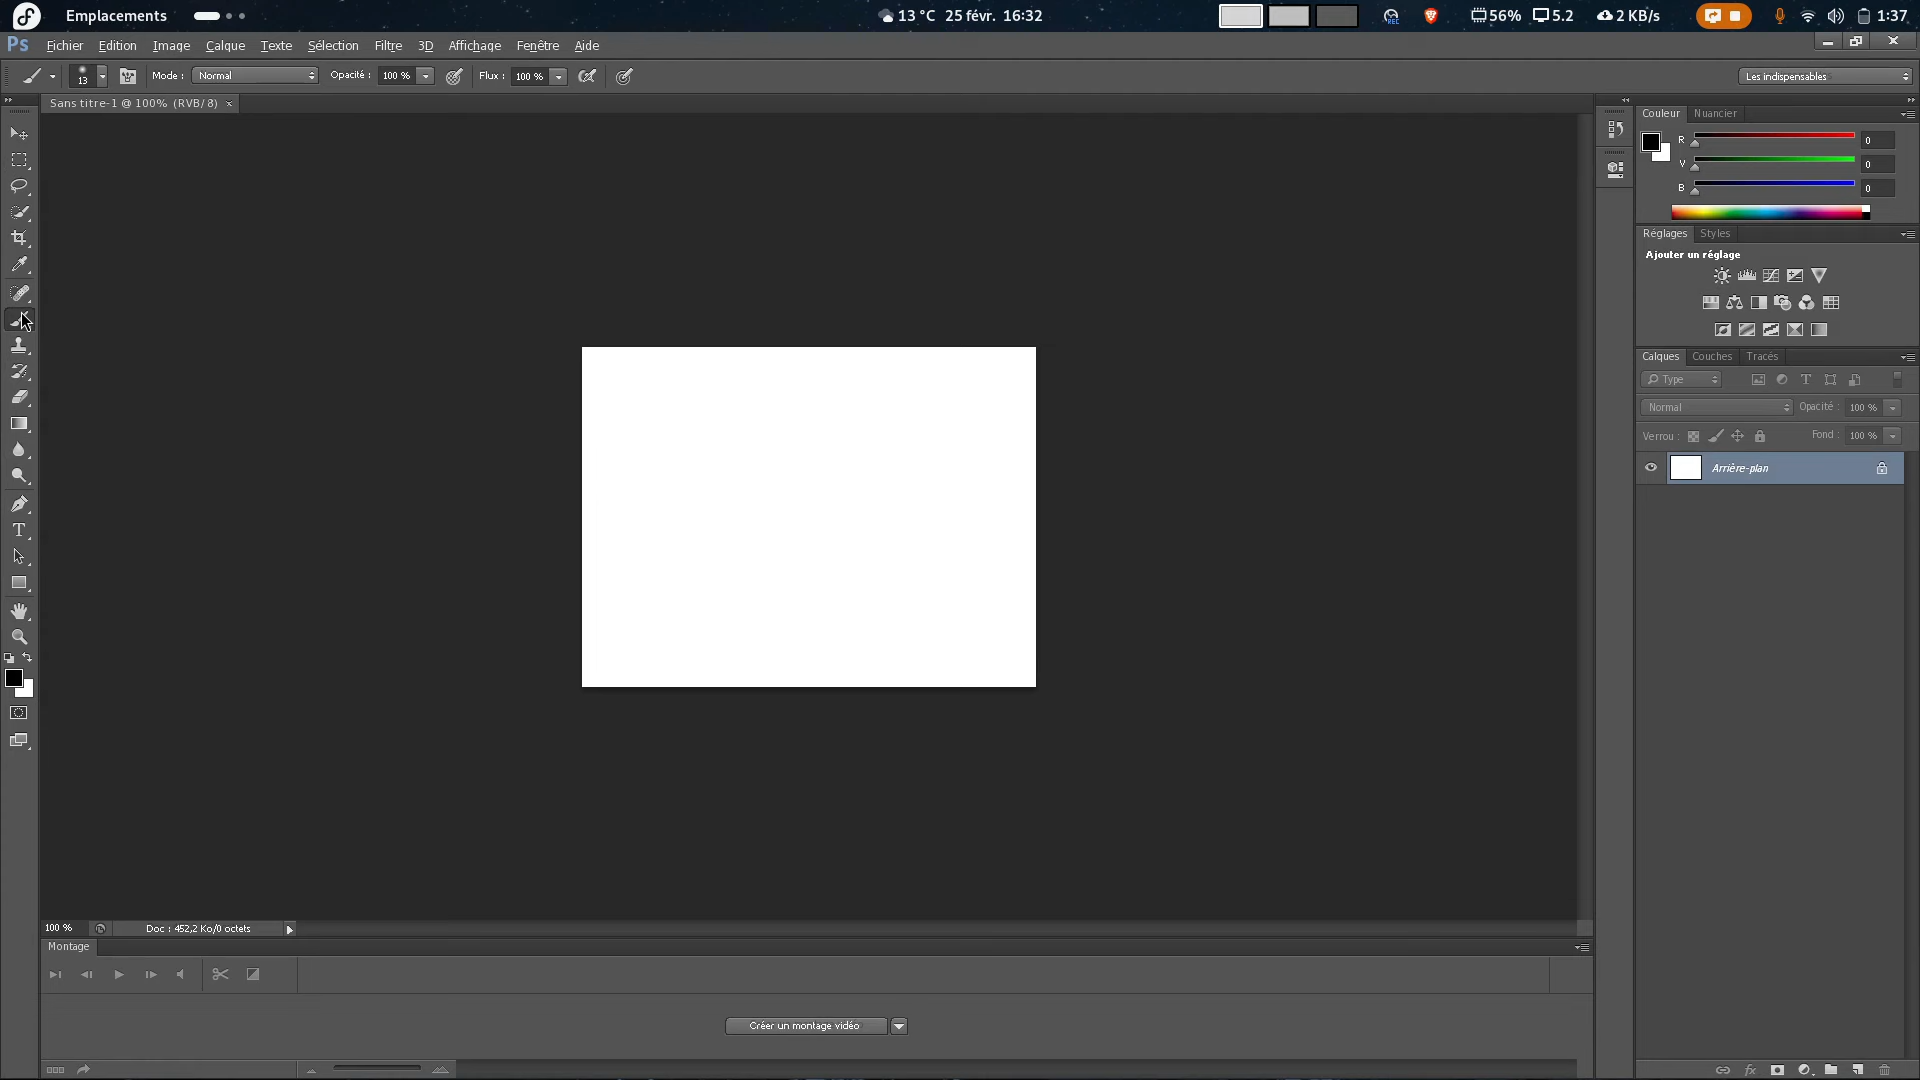 Emplacements
13 °C 25 févr. 16:32
REC
56% 5.2 2 KB/s
1:37
Ps Fichier Edition Image Calque Texte Sélection Filtre 3D Affichage Fenêtre Aide
13 Mode : Normal Opacité : 100 % Flux : 100 % Les indispensables
Sans titre-1 @ 100% (RVB/8) ×
Couleur Nuancier
R 0
V 0
B 0
Réglages Styles
Ajouter un réglage
Calques Couches Tracés
Type
Normal Opacité : 100 %
Verrou : Fond : 100 %
Arrière-plan
100 % Doc : 452,2 Ko/0 octets
Montage
Créer un montage vidéo
fx